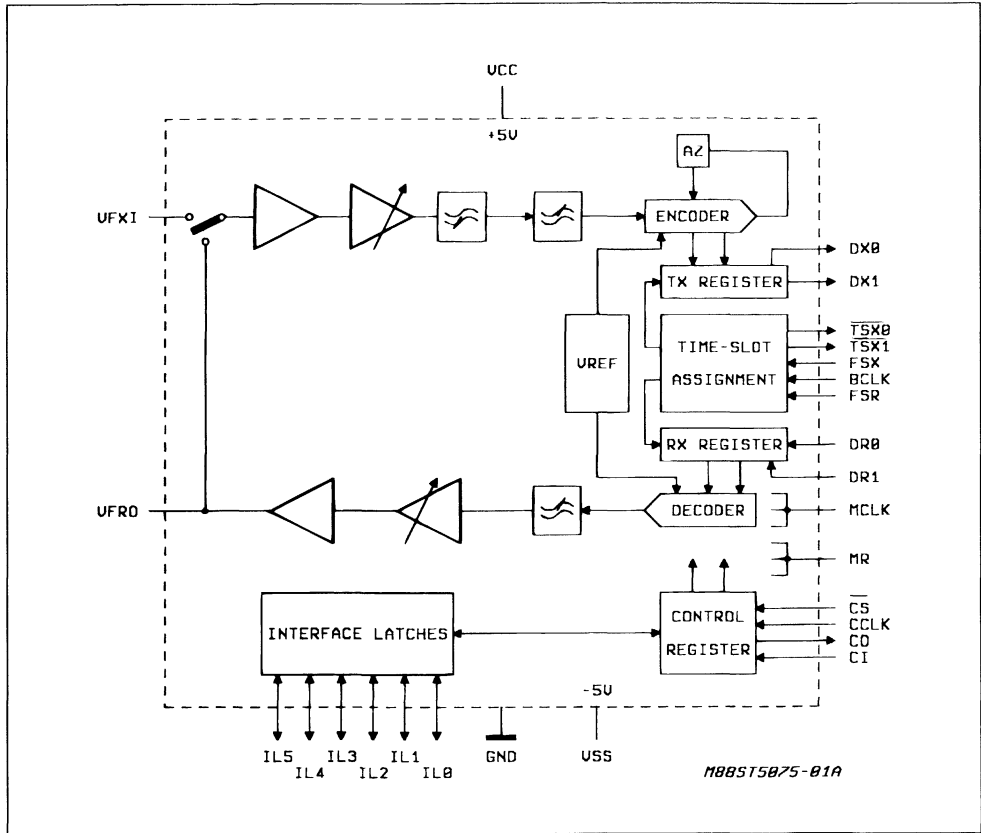 VCC
+5V
AZ
VFXI
ENCODER
DX0
TX REGISTER
DX1
TSX0
TIME-SLOT
TSX1
VREF
FSX
ASSIGNMENT
BCLK
FSR
RX REGISTER
DR0
DR1
VFRO
DECODER
MCLK
MR
CS
INTERFACE LATCHES
CONTROL
CCLK
REGISTER
CO
CI
-5V
IL5
IL4
IL3
IL2
IL1
IL0
GND
VSS
M88ST5075-01A